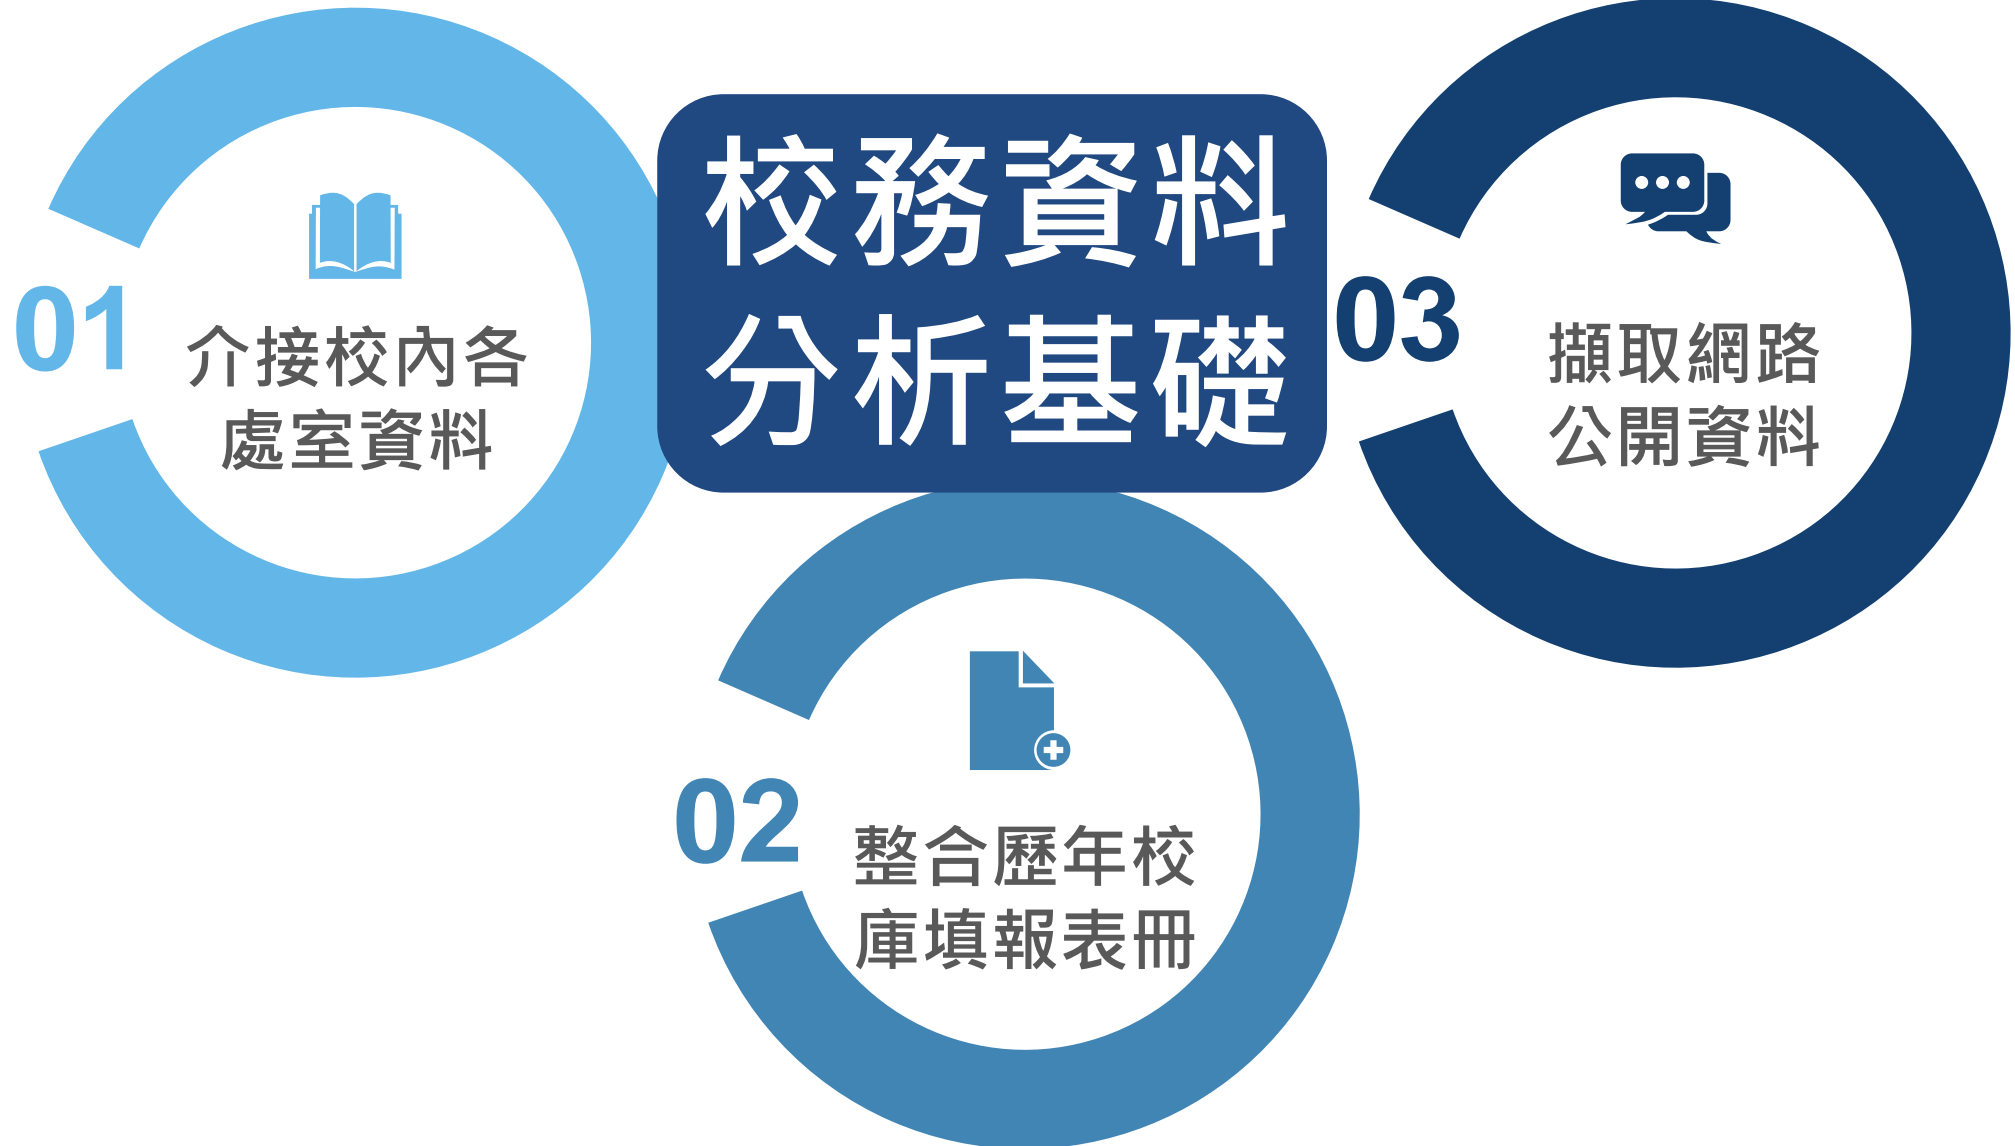 校務資料
分析基礎
01
介接校內各
處室資料
02
整合歷年校
庫填報表冊
03
擷取網路
公開資料